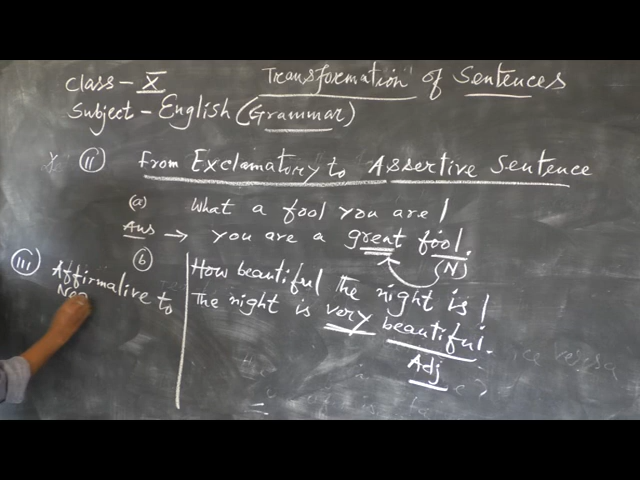 Class - X Transformation of Sentences
Subject - English (Grammar)
(ii) From Exclamatory to Assertive Sentence
(a) What a fool you are !
Ans → you are a great fool.
(N)
(b) How beautiful the night is !
The night is very beautiful.
Adj
(iii) Affirmative to
Neg